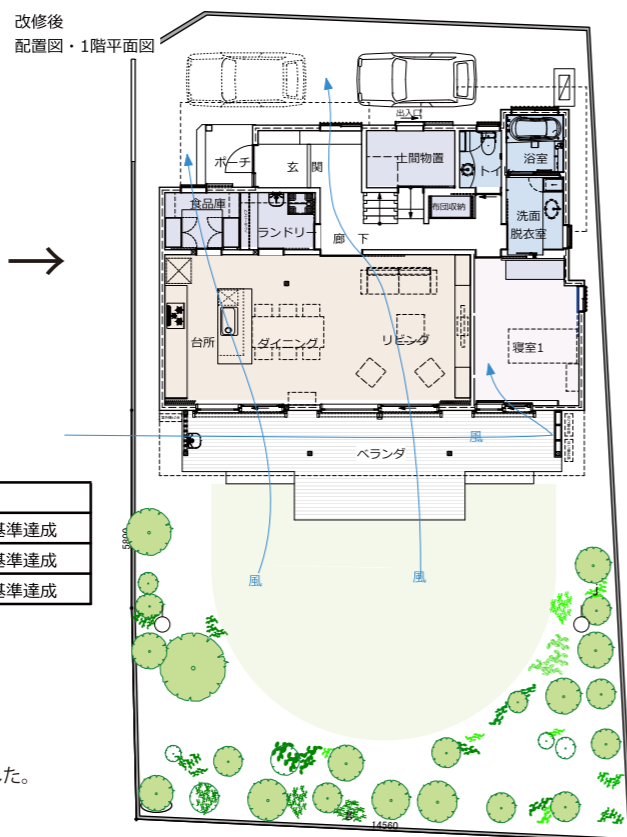 改修後
配置図・1階平面図
出入口
ポーチ
玄関
土間物置
トイレ
浴室
食品庫
ランドリー
廊下
布団収納
洗面
脱衣室
台所
ダイニング
リビング
寝室1
風
ベランダ
基準達成
基準達成
基準達成
5800
風
風
た。
14560